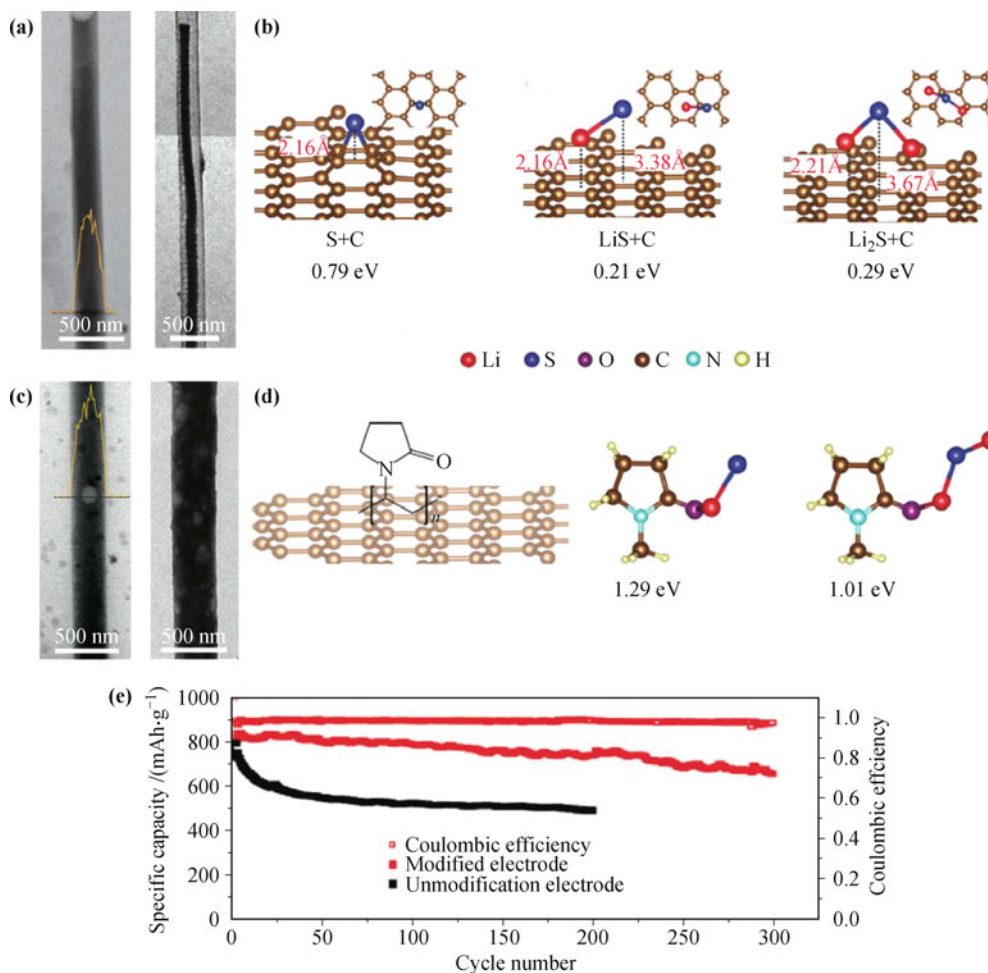 (a)
500 nm
500 nm
(b)
2.16Å
S+C
0.79 eV
2.16Å
3.38Å
LiS+C
0.21 eV
2.21Å
3.67Å
Li₂S+C
0.29 eV
Li S O C N H
(c)
500 nm
500 nm
(d)
N
O
n
1.29 eV
1.01 eV
(e)
Specific capacity /(mAh·g⁻¹)
1000
800
600
500
400
200
0
Coulombic efficiency
Modified electrode
Unmodification electrode
0 50 100 150 200 250 300
Cycle number
1.0
0.8
0.6
0.4
0.2
0.0
Coulombic effciency